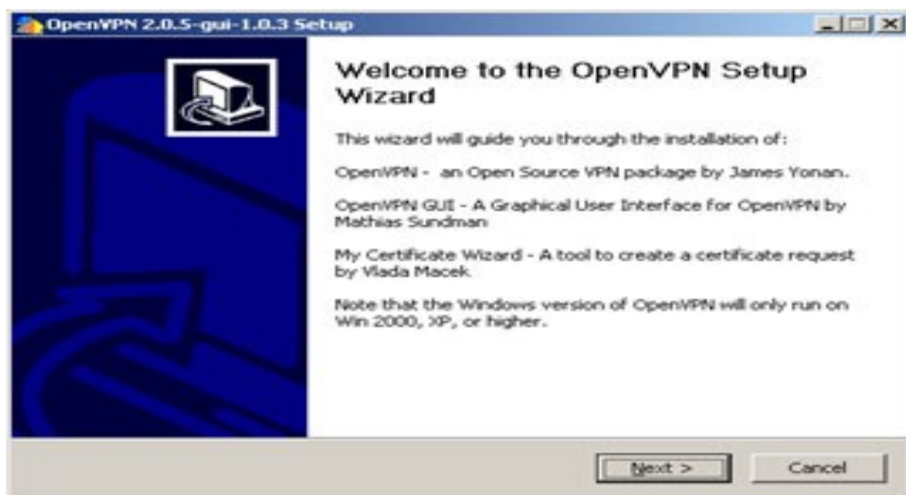 OpenVPN 2.0.5-gui-1.0.3 Setup
Welcome to the OpenVPN Setup
Wizard
This wizard will guide you through the installation of:
OpenVPN - an Open Source VPN package by James Yonan.
OpenVPN GUI - A Graphical User Interface for OpenVPN by
Mathias Sundman
My Certificate Wizard - A tool to create a certificate request
by Vlada Macek
Note that the Windows version of OpenVPN will only run on
Win 2000, XP, or higher.
Next >
Cancel